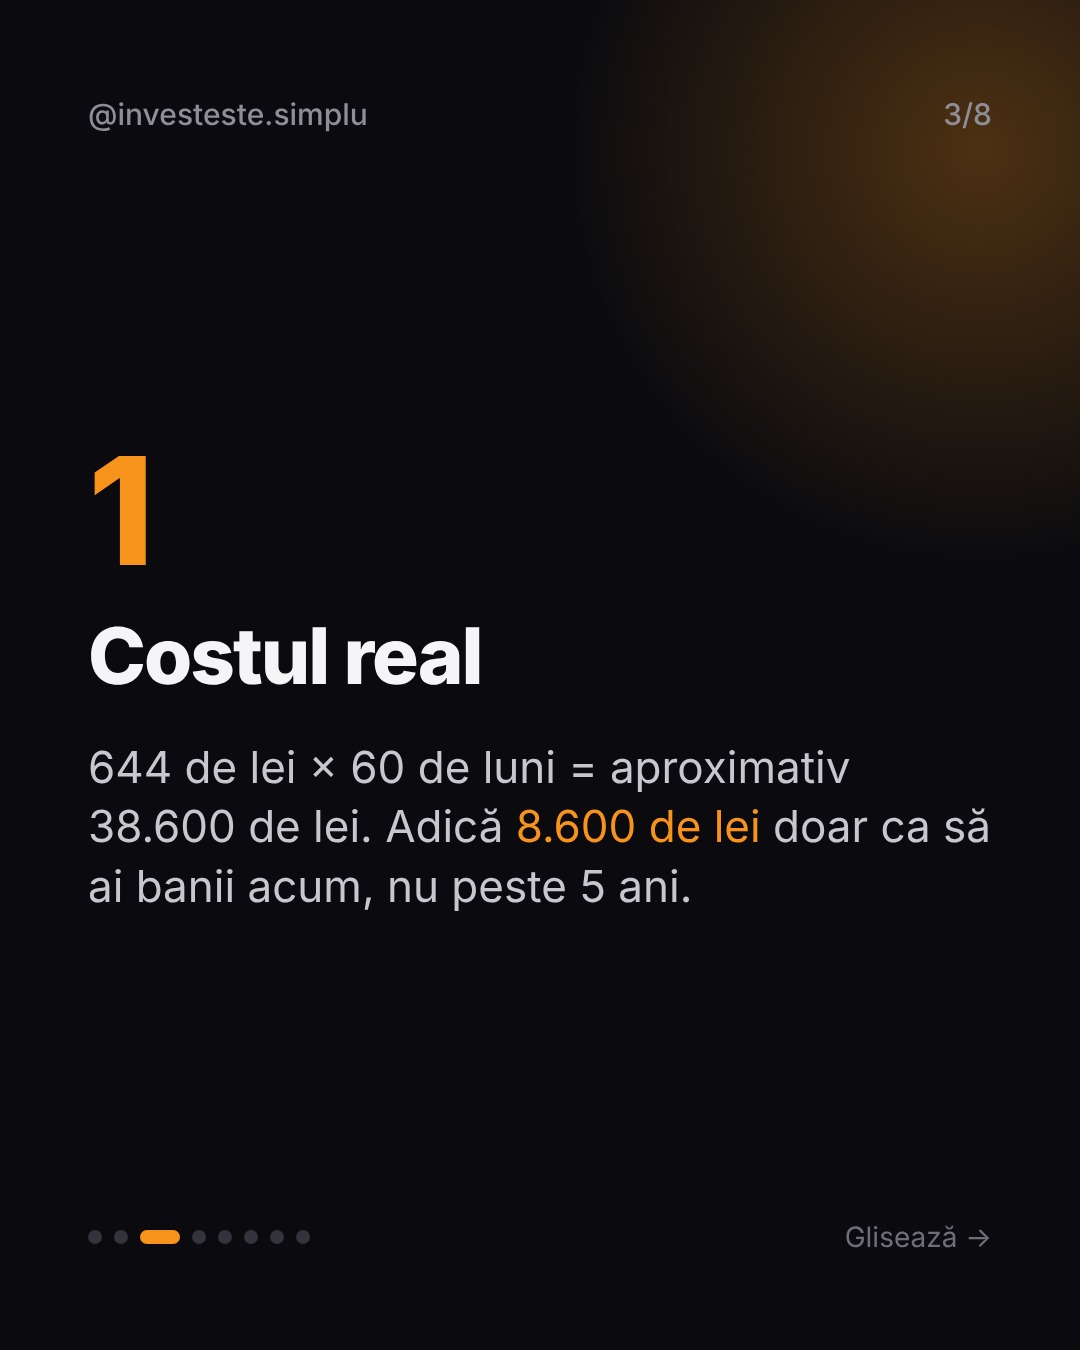 @investeste.simplu
3/8
1
Costul real
644 de lei × 60 de luni = aproximativ
38.600 de lei. Adică 8.600 de lei doar ca să
ai banii acum, nu peste 5 ani.
Glisează →